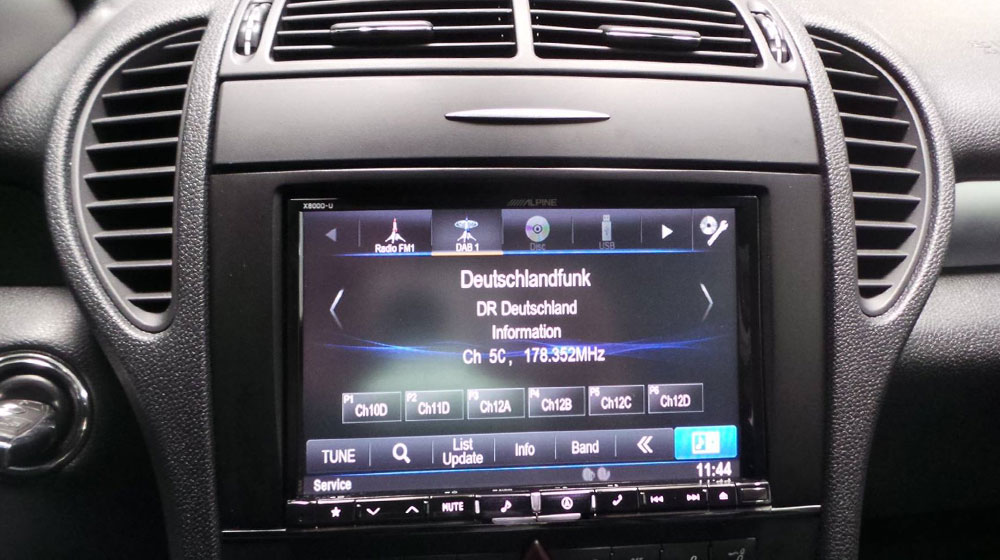 X800D-U
ALPINE
Radio FM1
DAB 1
Disc
USB
Deutschlandfunk
DR Deutschland
Information
Ch 5C, 178.352MHz
P1 Ch10D
P2 Ch11D
P3 Ch12A
P4 Ch12B
P5 Ch12C
P6 Ch12D
TUNE
List
Update
Info
Band
11:44
Service
MUTE